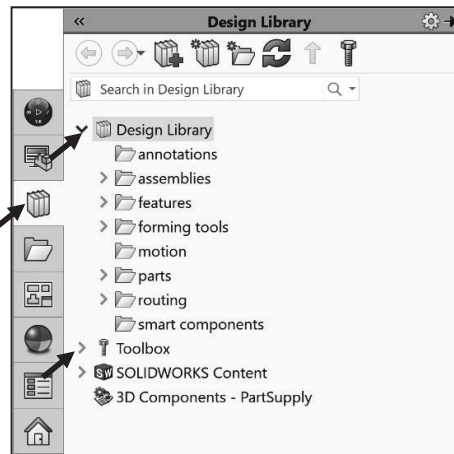 Design Library
Search in Design Library
Design Library
annotations
assemblies
features
forming tools
motion
parts
routing
smart components
Toolbox
SW SOLIDWORKS Content
3D Components - PartSupply